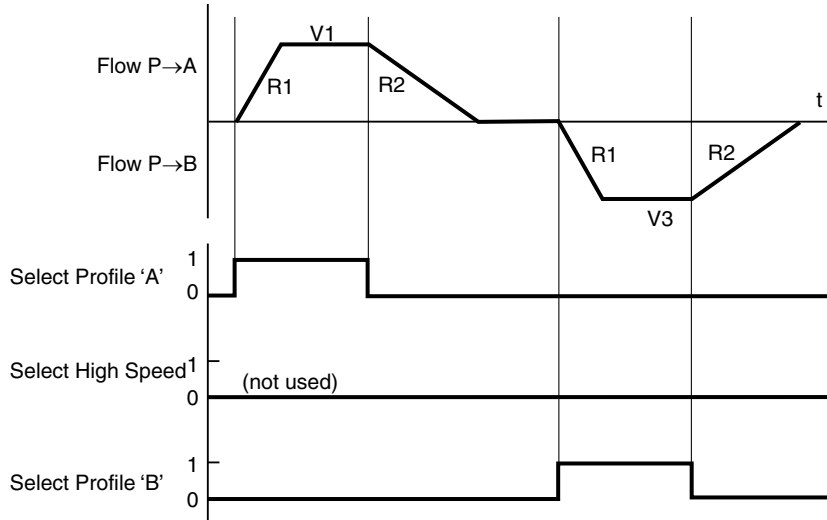 V1
Flow P→A
R1
R2
t
Flow P→B
R1
R2
V3
1
Select Profile ‘A’
0
1
Select High Speed
(not used)
0
1
Select Profile ‘B’
0